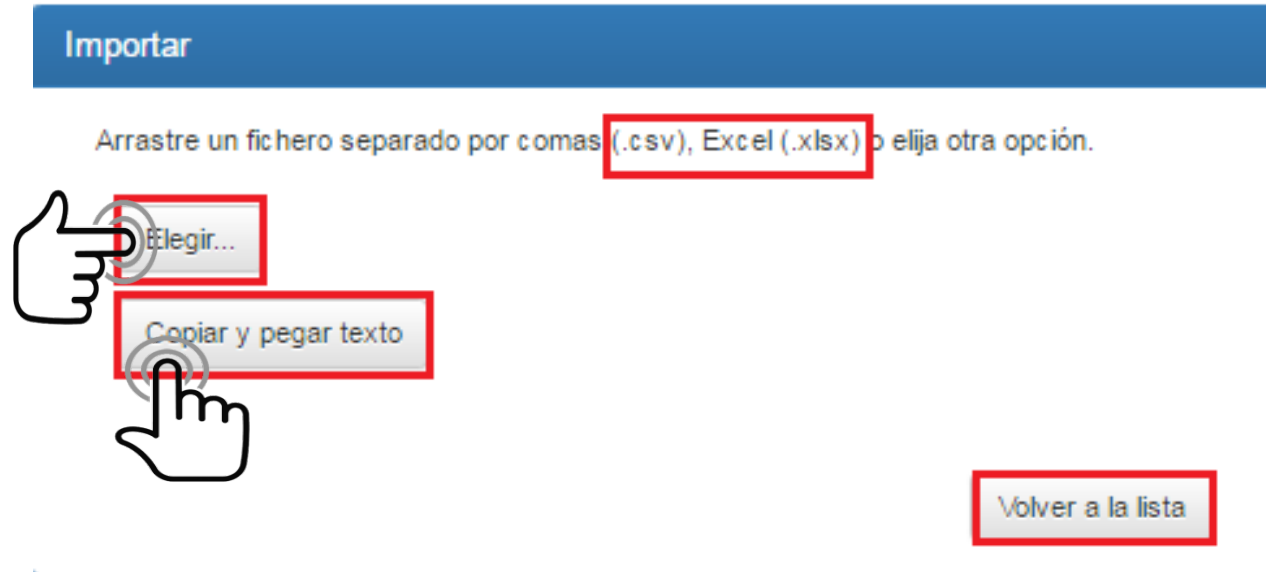 Importar
Arrastre un fichero separado por comas (.csv), Excel (.xlsx) o elija otra opción.
Elegir...
Copiar y pegar texto
Volver a la lista